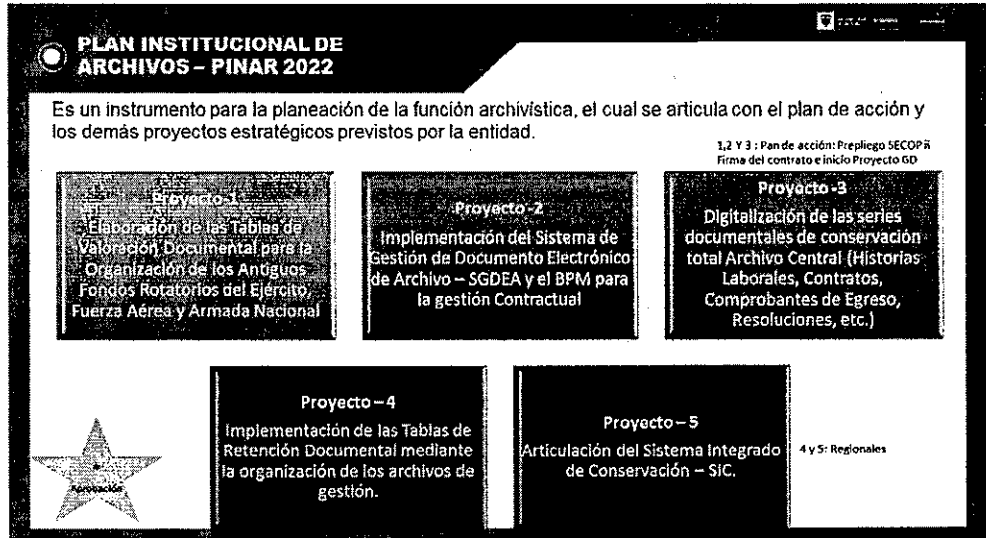 PLAN INSTITUCIONAL DE
ARCHIVOS – PINAR 2022
Es un instrumento para la planeación de la función archivística, el cual se articula con el plan de acción y
los demás proyectos estratégicos previstos por la entidad.
1,2 Y 3 : Pan de acción: Prepliego SECOP II
Firma del contrato e inicio Proyecto GD
Proyecto-1
Elaboración de las Tablas de
Valoración Documental para la
Organización de los Antiguos
Fondos Rotatorios del Ejército,
Fuerza Aérea y Armada Nacional
Proyecto-2
Implementación del Sistema de
Gestión de Documento Electrónico
de Archivo – SGDEA y el BPM para
la gestión Contractual
Proyecto -3
Digitalización de las series
documentales de conservación
total Archivo Central (Historias
Laborales, Contratos,
Comprobantes de Egreso,
Resoluciones, etc.)
Proyecto – 4
Implementación de las Tablas de
Retención Documental mediante
la organización de los archivos de
gestión.
Proyecto – 5
Articulación del Sistema Integrado
de Conservación – SIC.
4 y 5: Regionales
Aprobación